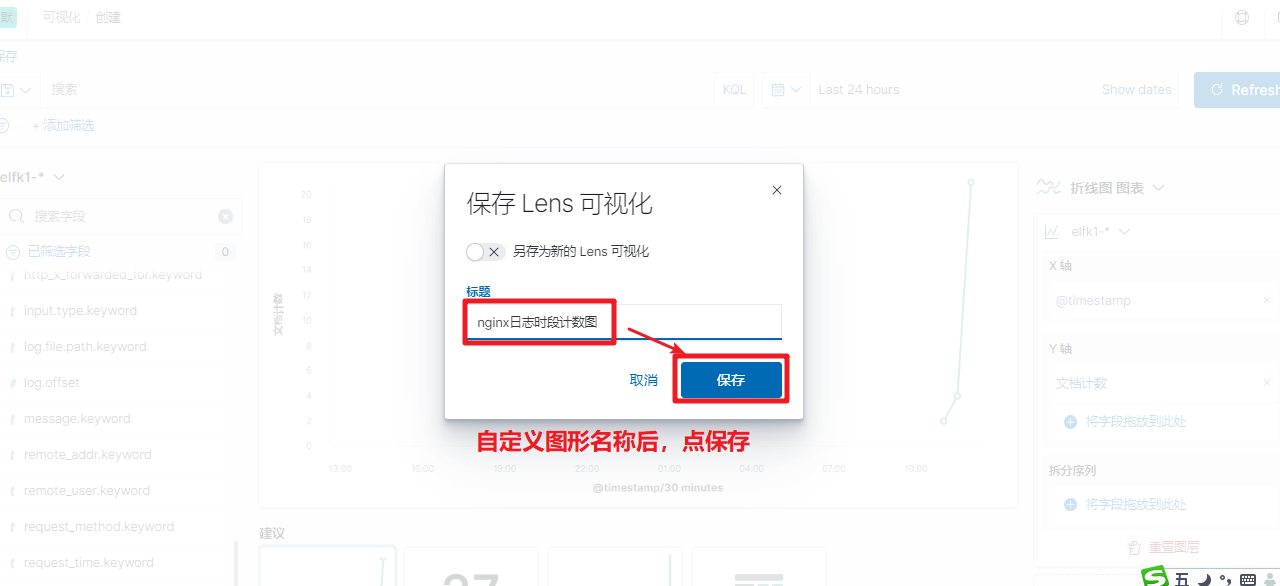 默 可视化 创建
保存
搜索 KQL Last 24 hours Show dates Refresh
+ 添加筛选
elfk1-*
搜索字段
已筛选字段 0
http_x_forwarded_for.keyword
input.type.keyword
log.file.path.keyword
log.offset
message.keyword
remote_addr.keyword
remote_user.keyword
request_method.keyword
request_time.keyword
文档计数
20
18
16
14
12
10
8
6
4
2
0
13:00 16:00 19:00 22:00 01:00 04:00 07:00 10:00
@timestamp/30 minutes
保存 Lens 可视化
另存为新的 Lens 可视化
标题
nginx日志时段计数图
取消 保存
自定义图形名称后，点保存
建议
27
折线图 图表
elfk1-*
X 轴
@timestamp
Y 轴
文档计数
将字段拖放到此处
拆分序列
将字段拖放到此处
重置图层
S 五